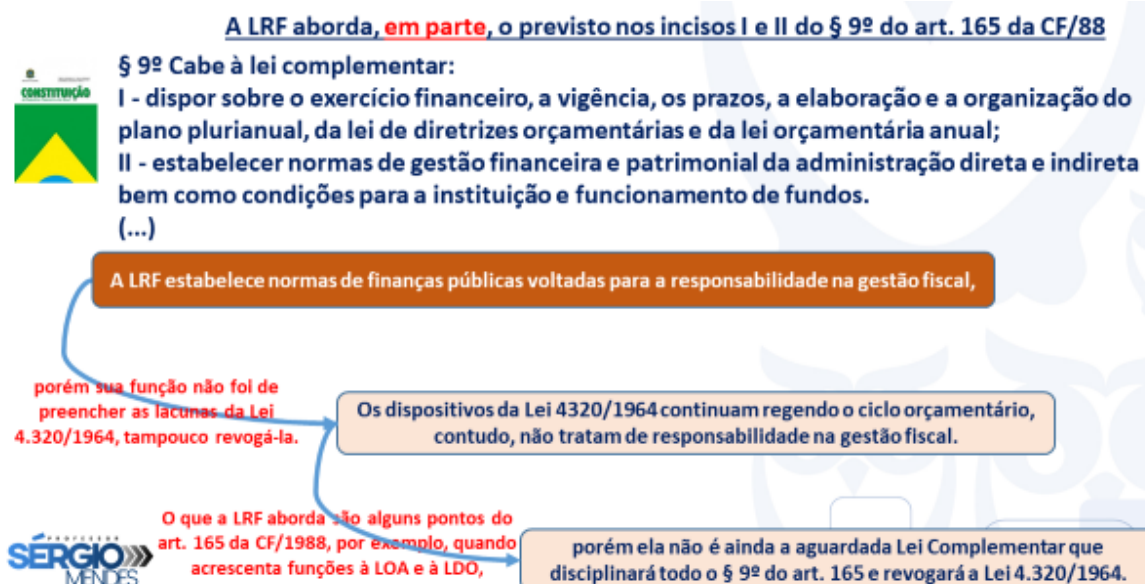 A LRF aborda, em parte, o previsto nos incisos I e II do § 9º do art. 165 da CF/88
CONSTITUIÇÃO
§ 9º Cabe à lei complementar:
I - dispor sobre o exercício financeiro, a vigência, os prazos, a elaboração e a organização do
plano plurianual, da lei de diretrizes orçamentárias e da lei orçamentária anual;
II - estabelecer normas de gestão financeira e patrimonial da administração direta e indireta
bem como condições para a instituição e funcionamento de fundos.
(...)
A LRF estabelece normas de finanças públicas voltadas para a responsabilidade na gestão fiscal,
porém sua função não foi de
preencher as lacunas da Lei
4.320/1964, tampouco revogá-la.
Os dispositivos da Lei 4320/1964 continuam regendo o ciclo orçamentário,
contudo, não tratam de responsabilidade na gestão fiscal.
O que a LRF aborda são alguns pontos do
art. 165 da CF/1988, por exemplo, quando
acrescenta funções à LOA e à LDO,
porém ela não é ainda a aguardada Lei Complementar que
disciplinará todo o § 9º do art. 165 e revogará a Lei 4.320/1964.
PROFESSOR
SÉRGIO
MENDES